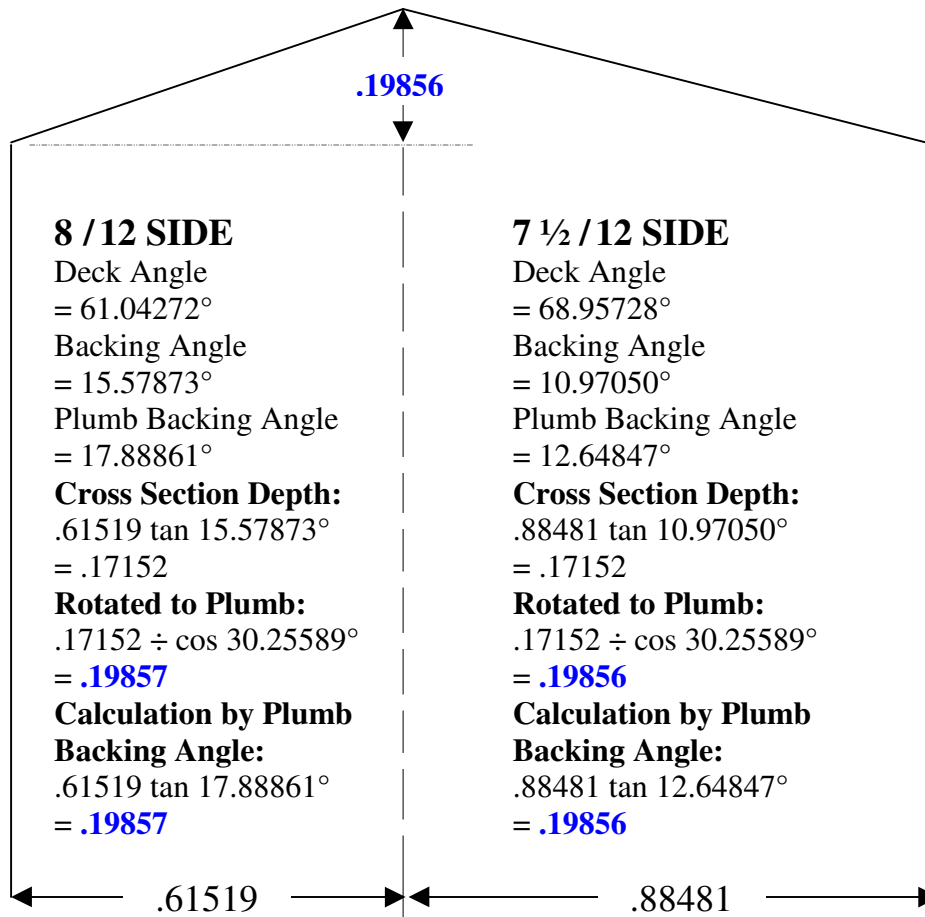 .19856
8 / 12 SIDE
Deck Angle
= 61.04272°
Backing Angle
= 15.57873°
Plumb Backing Angle
= 17.88861°
Cross Section Depth:
.61519 tan 15.57873°
= .17152
Rotated to Plumb:
.17152 ÷ cos 30.25589°
= .19857
Calculation by Plumb
Backing Angle:
.61519 tan 17.88861°
= .19857
7 ½ / 12 SIDE
Deck Angle
= 68.95728°
Backing Angle
= 10.97050°
Plumb Backing Angle
= 12.64847°
Cross Section Depth:
.88481 tan 10.97050°
= .17152
Rotated to Plumb:
.17152 ÷ cos 30.25589°
= .19856
Calculation by Plumb
Backing Angle:
.88481 tan 12.64847°
= .19856
.61519
.88481